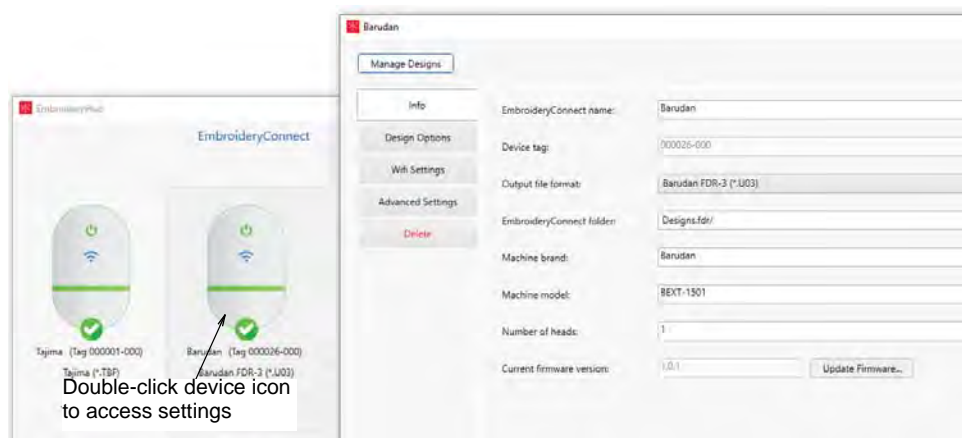 Barudan
Manage Designs
Info
Design Options
Wifi Settings
Advanced Settings
Delete
EmbroideryConnect name:
Barudan
Device tag:
000026-000
Output file format:
Barudan FDR-3 (*.U03)
EmbroideryConnect folder:
Designs.fdr/
Machine brand:
Barudan
Machine model:
BEXT-1501
Number of heads:
1
Current firmware version:
1.0.1
Update Firmware...
EmbroideryHub
EmbroideryConnect
Tajima (Tag 000001-000)
Tajima (*.TBF)
Barudan (Tag 000026-000)
Barudan FDR-3 (*.U03)
Double-click device icon
to access settings